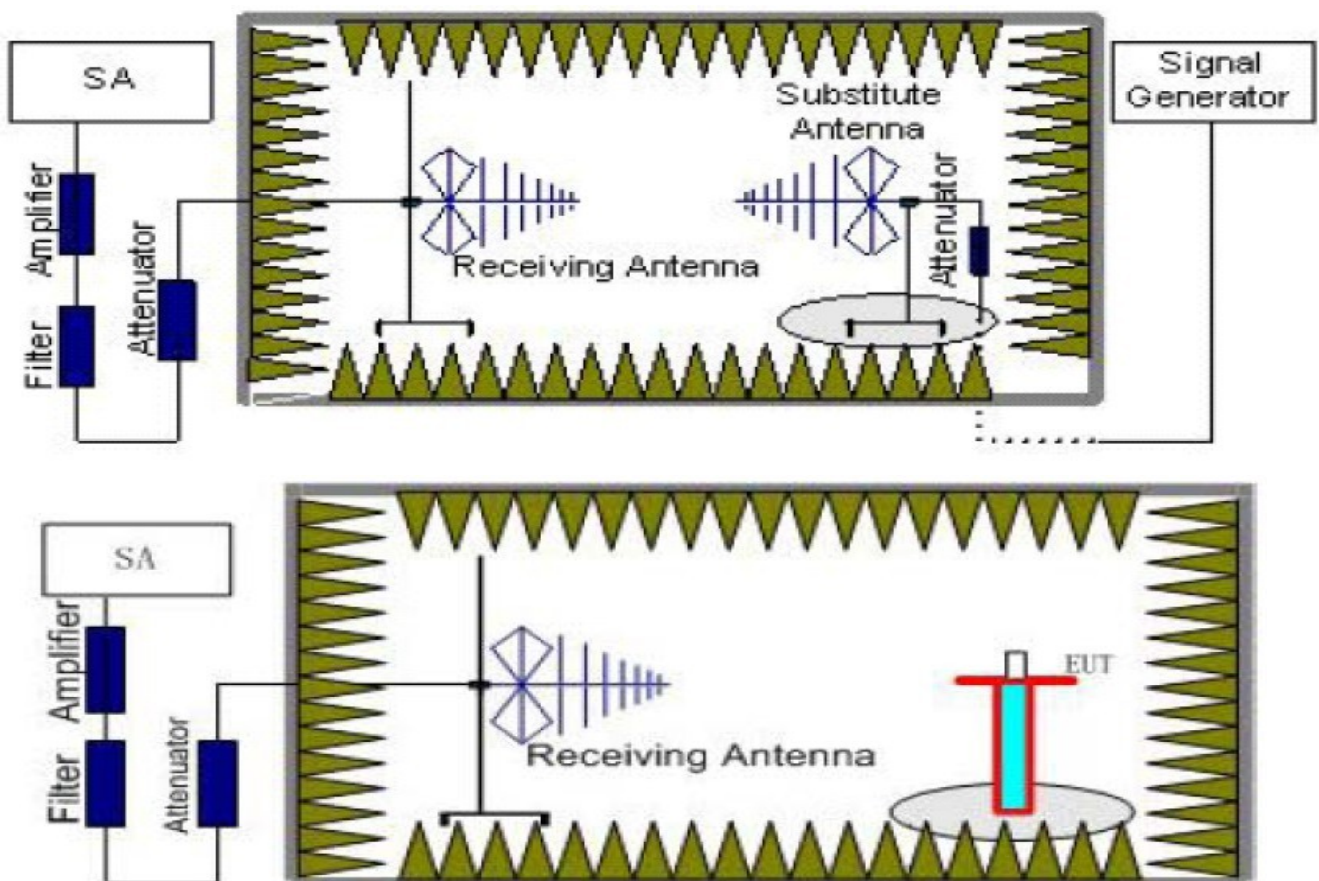 SA
Signal
Generator
Substitute
Antenna
Amplifier
Attenuator
Attenuator
Filter
Receiving Antenna
SA
Amplifier
EUT
Receiving Antenna
Filter
Attenuator